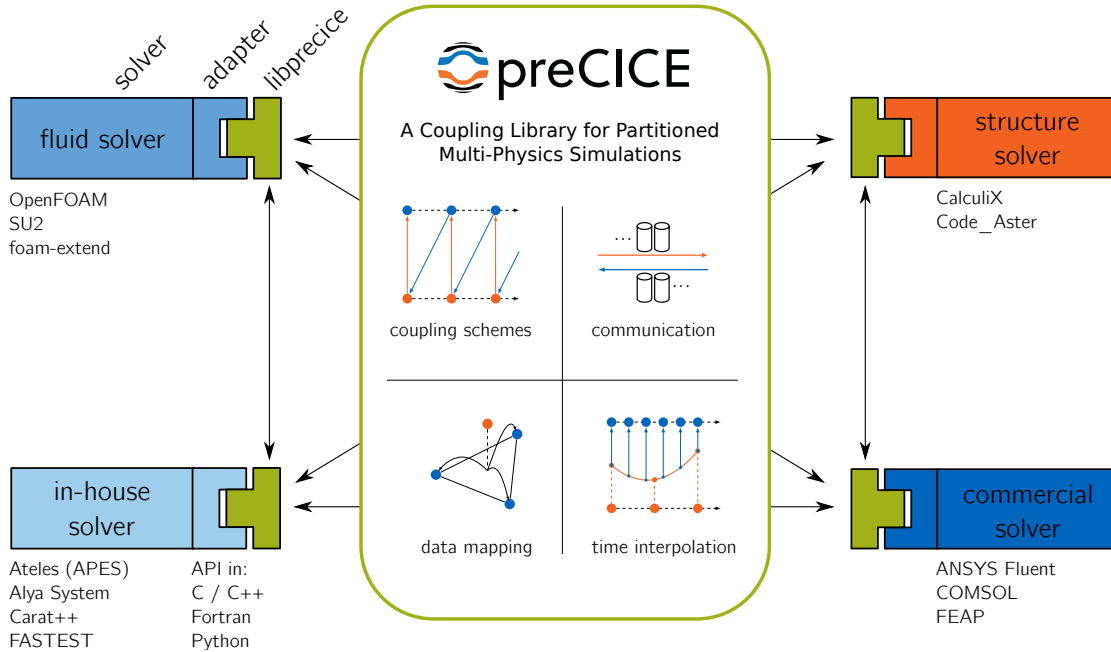 solver
adapter
libprecice
preCICE
A Coupling Library for Partitioned
Multi-Physics Simulations
fluid solver
OpenFOAM
SU2
foam-extend
structure
solver
CalculiX
Code_Aster
...
...
coupling schemes
communication
data mapping
time interpolation
in-house
solver
Ateles (APES)
Alya System
Carat++
FASTEST
API in:
C / C++
Fortran
Python
commercial
solver
ANSYS Fluent
COMSOL
FEAP